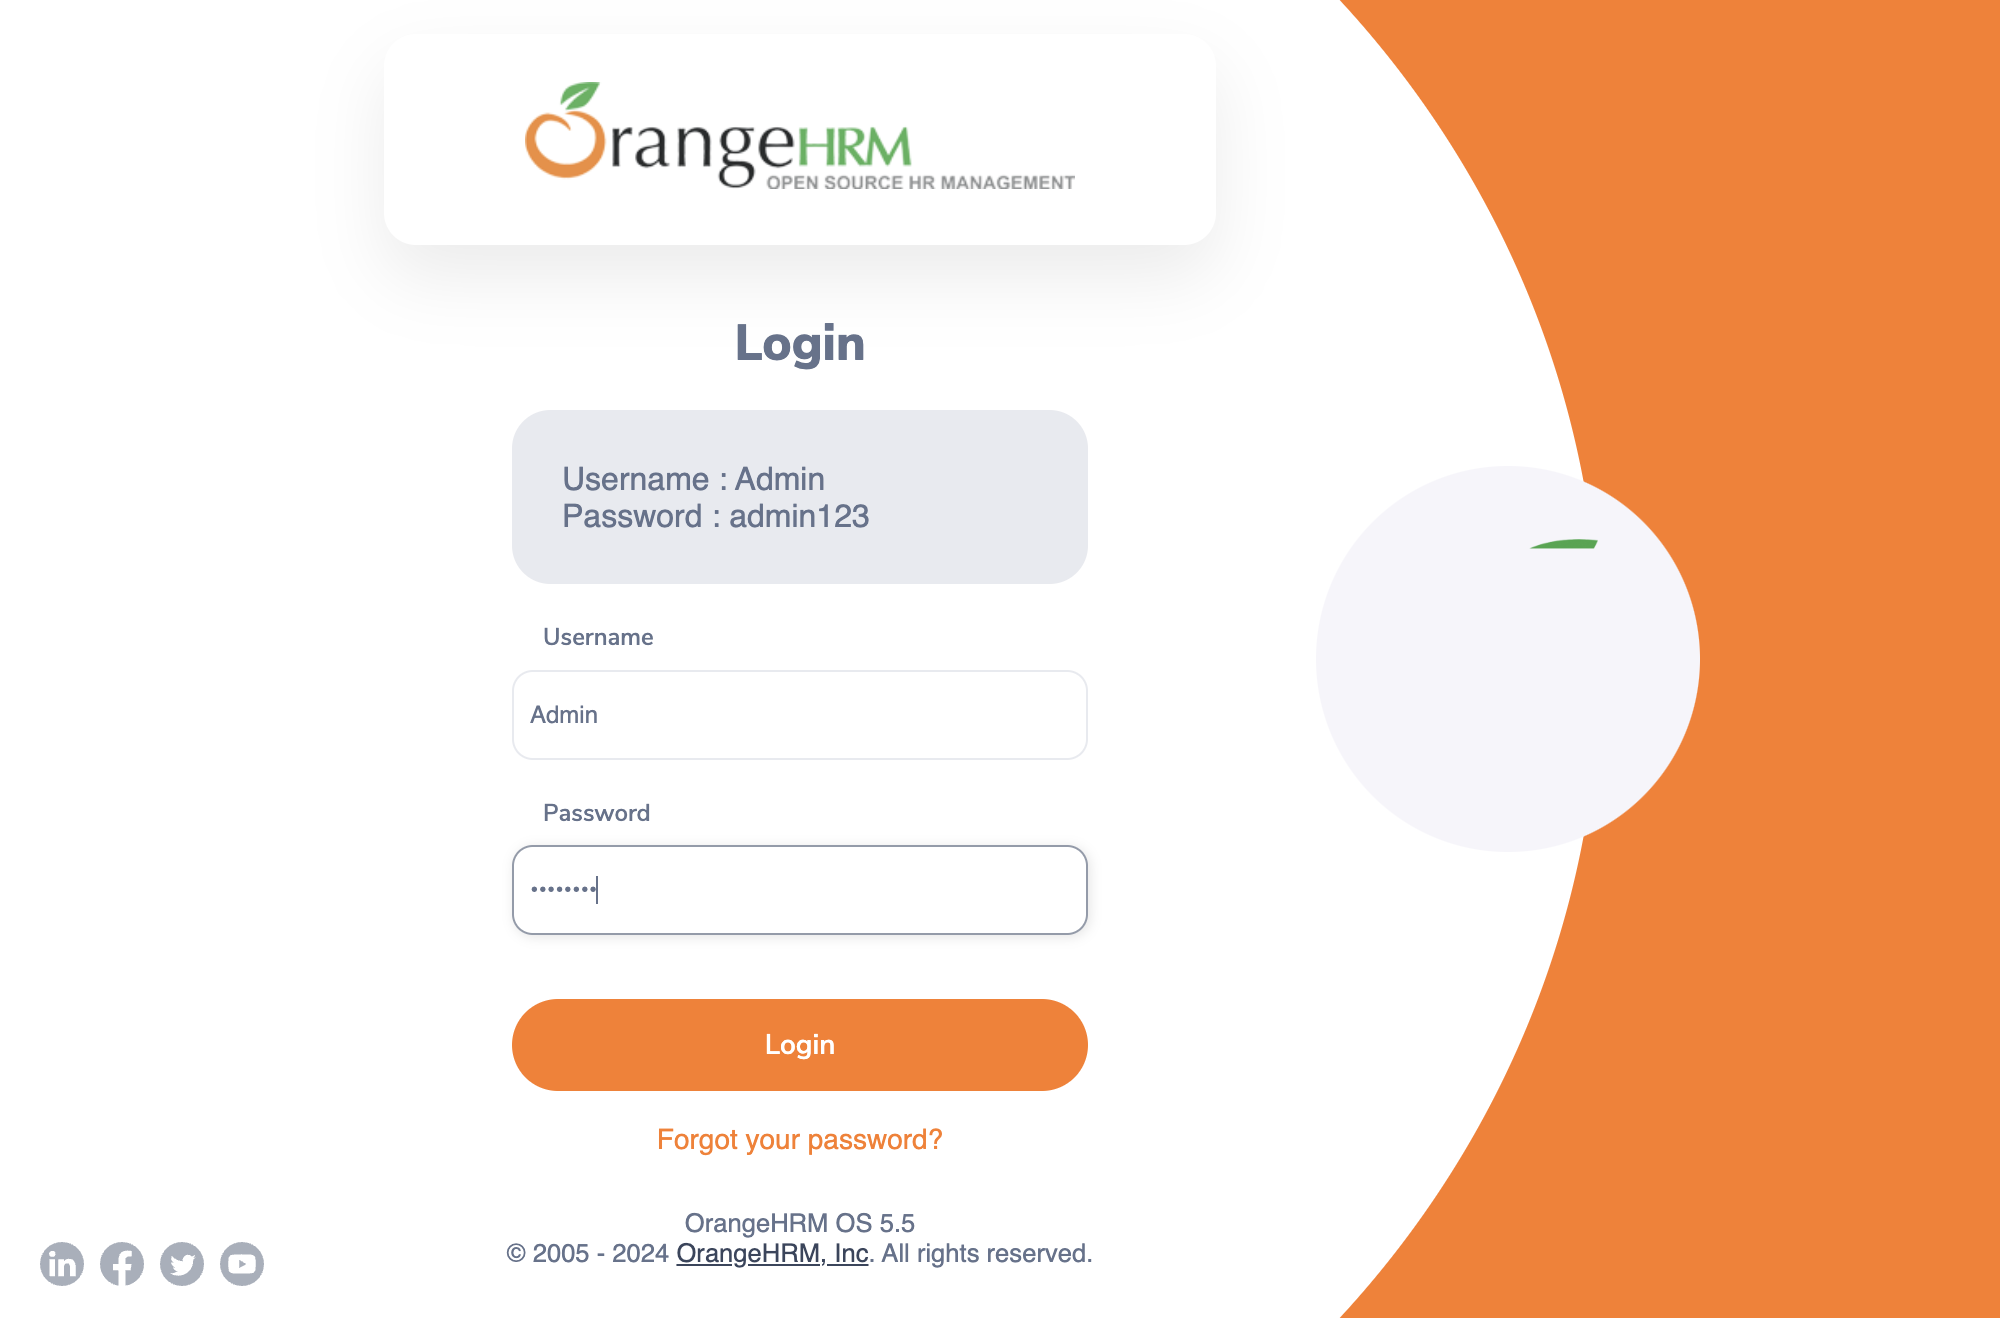 OrangeHRM
OPEN SOURCE HR MANAGEMENT
Login
Username : Admin
Password : admin123
Username
Admin
Password
••••••••
Login
Forgot your password?
OrangeHRM OS 5.5
© 2005 - 2024 OrangeHRM, Inc. All rights reserved.
in